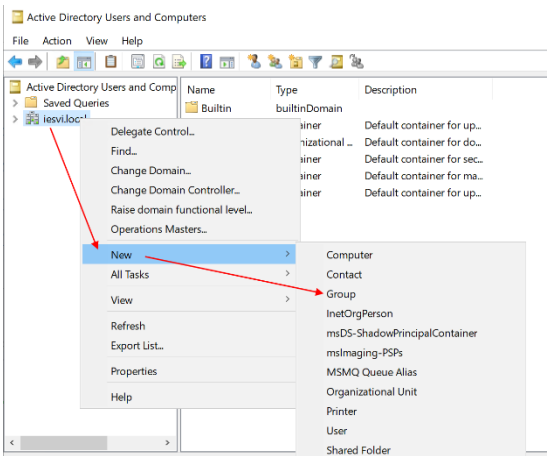 Active Directory Users and Computers
File Action View Help
Active Directory Users and Comp
Saved Queries
iesvi.local
Name Type Description
Builtin builtinDomain
ainer Default container for up...
nizational ... Default container for do...
ainer Default container for sec...
ainer Default container for ma...
ainer Default container for up...
Delegate Control...
Find...
Change Domain...
Change Domain Controller...
Raise domain functional level...
Operations Masters...
New
All Tasks
View
Refresh
Export List...
Properties
Help
Computer
Contact
Group
InetOrgPerson
msDS-ShadowPrincipalContainer
msImaging-PSPs
MSMQ Queue Alias
Organizational Unit
Printer
User
Shared Folder